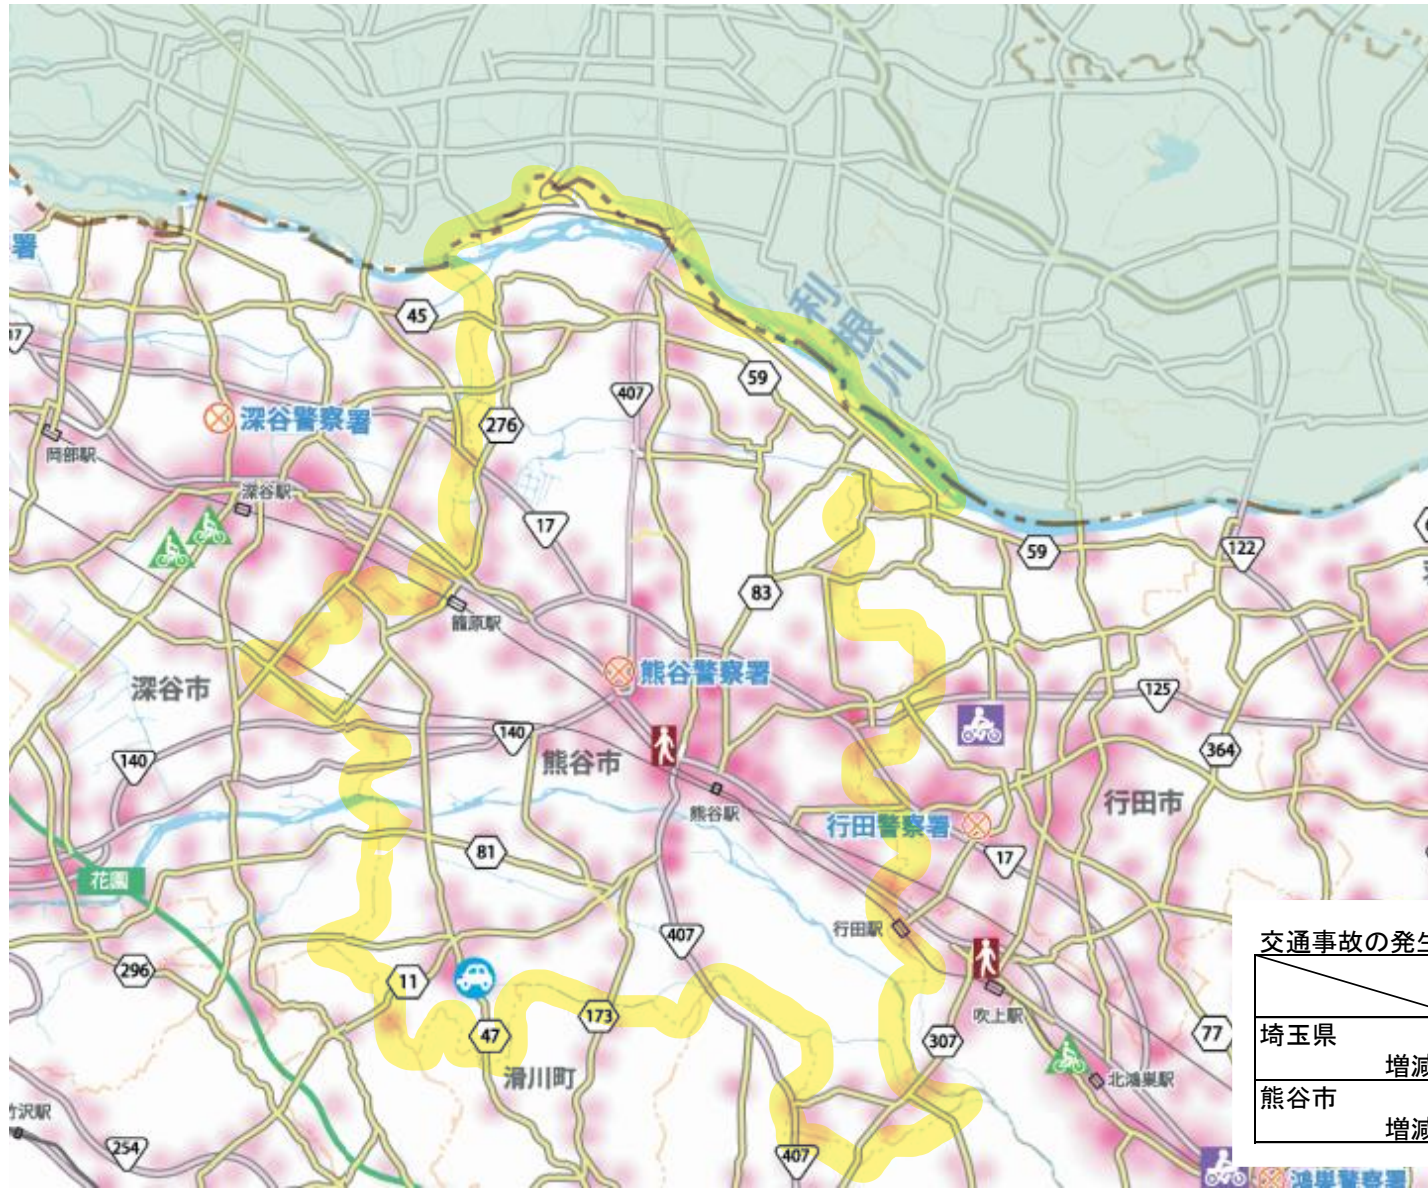 利根川
署
45
59
17
407
276
深谷警察署
岡部駅
深谷駅
17
59
122
83
籠原駅
熊谷警察署
深谷市
125
140
140
熊谷市
364
熊谷駅
行田市
行田警察署
81
17
花園
行田駅
407
交通事故の発生
296
11
173
吹上駅
47
307
77
埼玉県
増減
滑川町
北鴻巣駅
熊谷市
竹沢駅
増減
254
407
鴻巣警察署